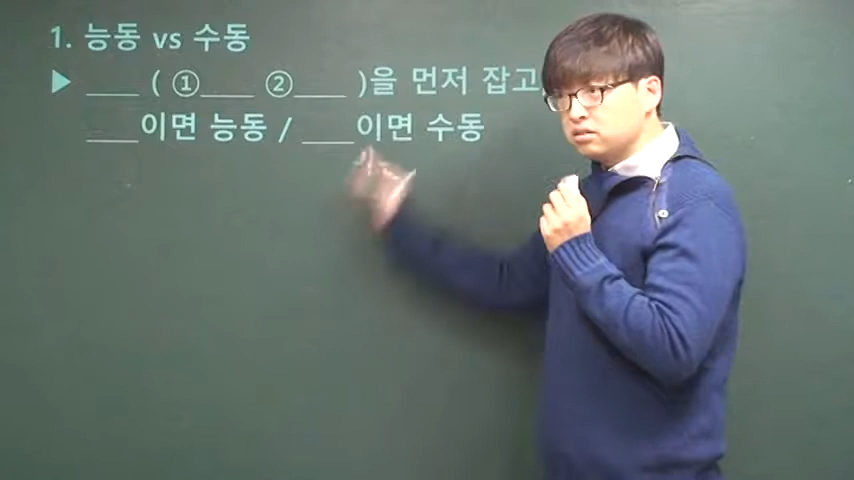 1. 능동 vs 수동
▶ ____ ( ①____ ②____ )을 먼저 잡고,
____이면 능동 / ____이면 수동